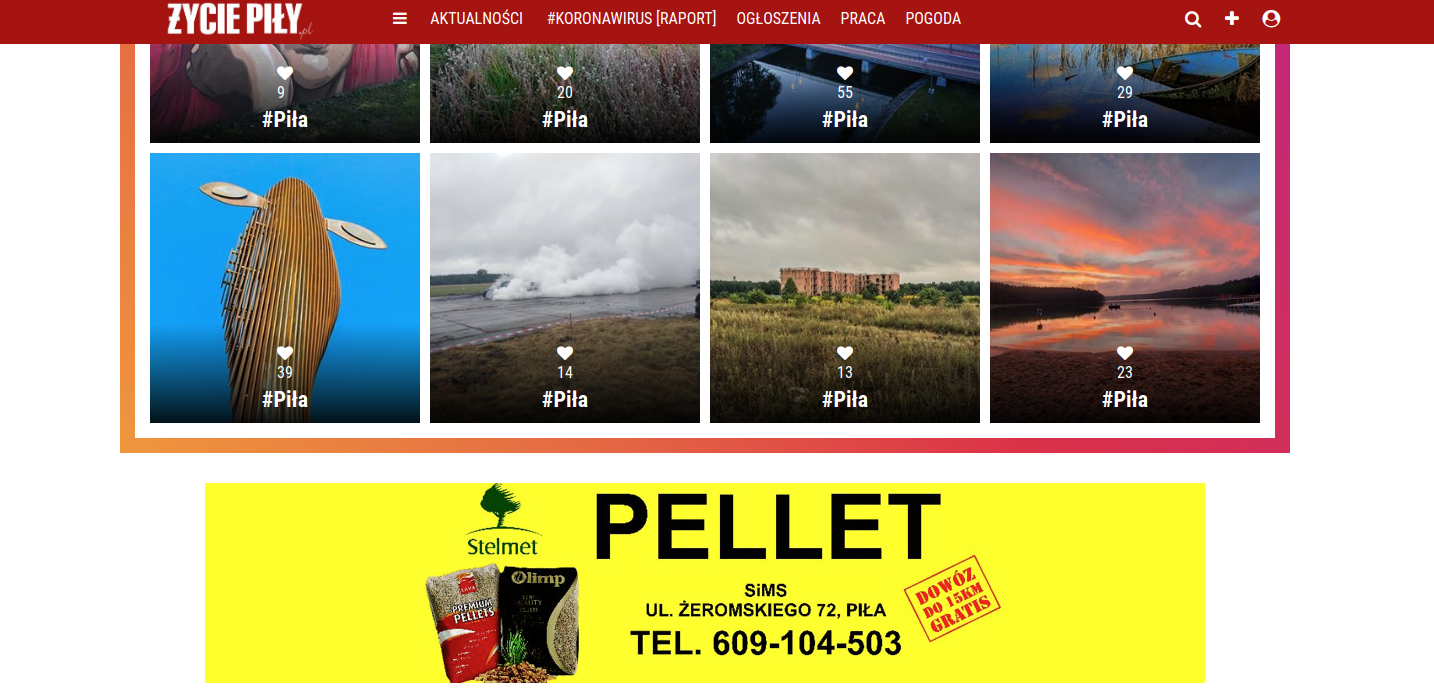 ŻYCIE PIŁY.pl
AKTUALNOŚCI #KORONAWIRUS [RAPORT] OGŁOSZENIA PRACA POGODA
9 20 55 29
#Piła #Piła #Piła #Piła
39 14 13 23
#Piła #Piła #Piła #Piła
PELLET
Stelmet
Olimp
PREMIUM
PELLETS
SiMS
UL. ŻEROMSKIEGO 72, PIŁA
TEL. 609-104-503
DOWÓZ
DO 15KM
GRATIS